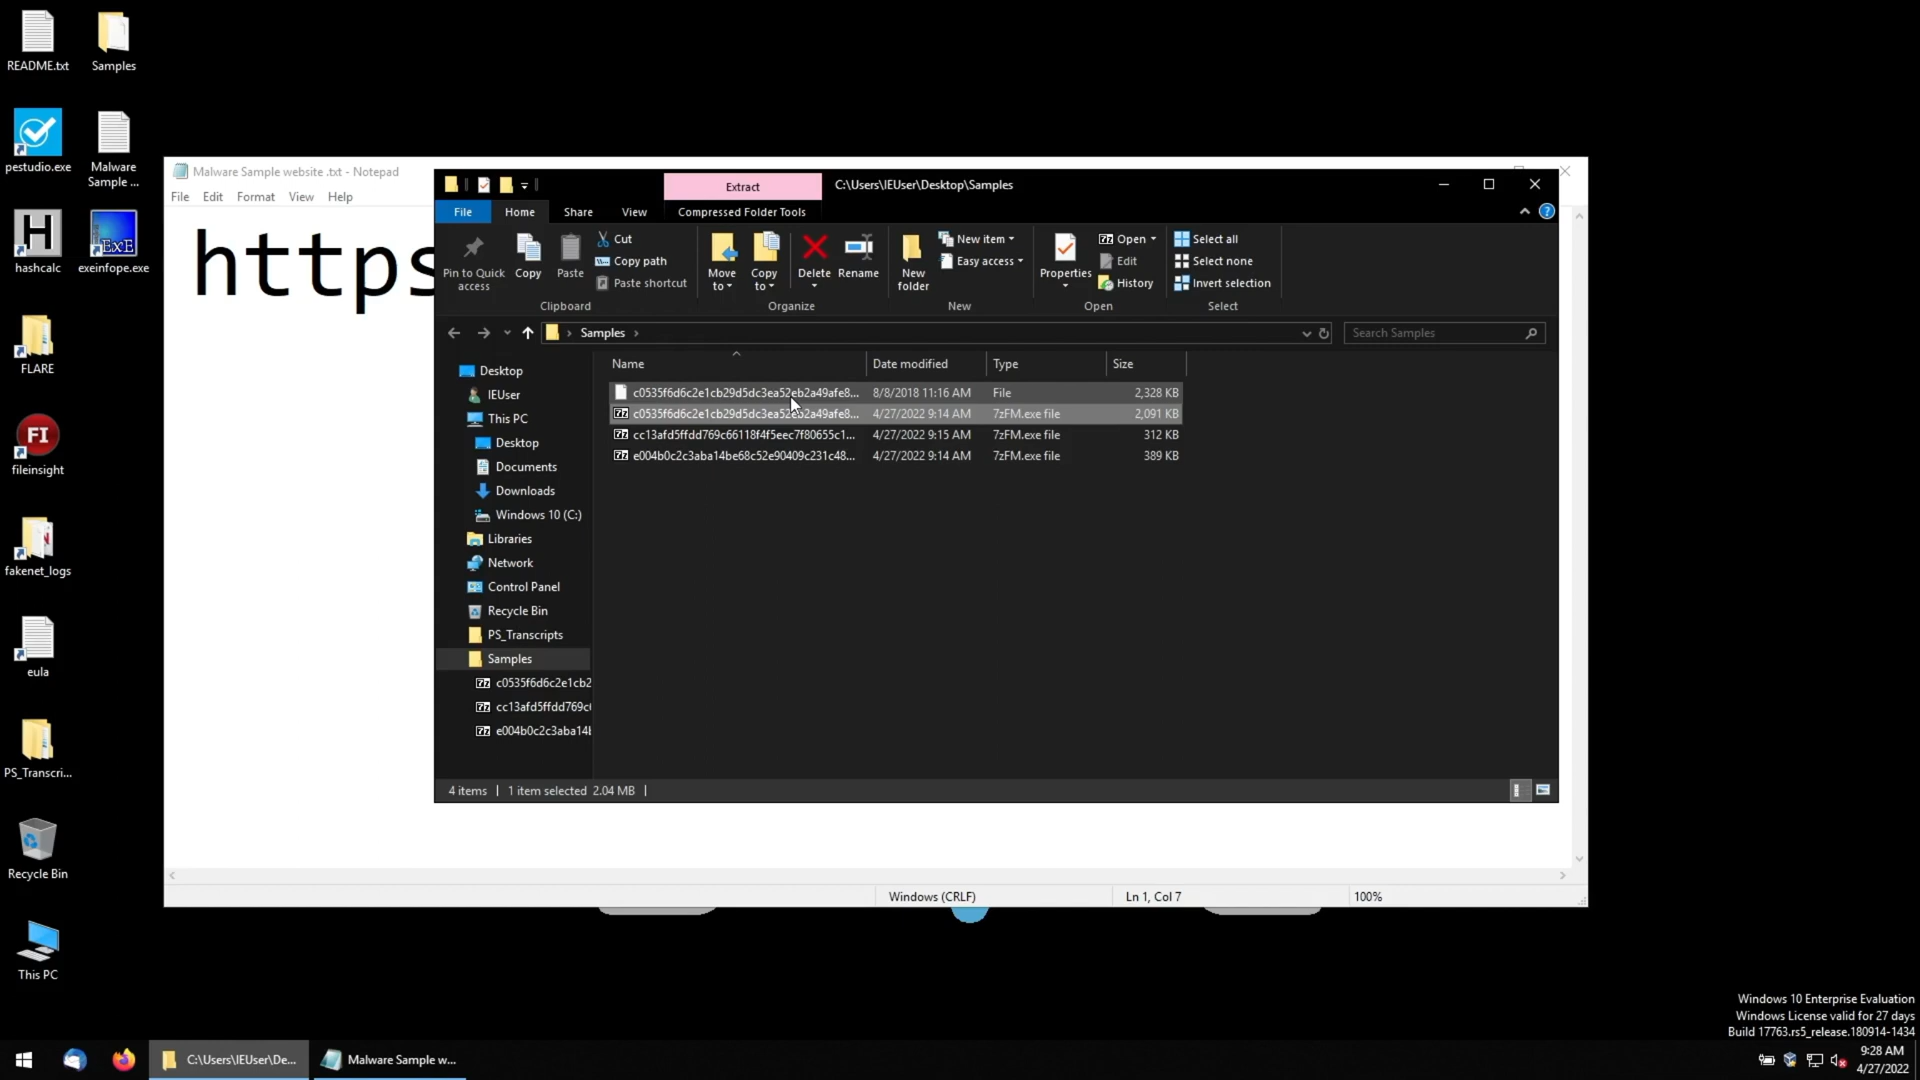 README.txt
Samples
pestudio.exe
Malware
Sample ...
hashcalc
exeinfope.exe
FLARE
fileinsight
fakenet_logs
eula
PS_Transcri...
Recycle Bin
This PC
Malware Sample website .txt - Notepad
File Edit Format View Help
https
Extract
C:\Users\IEUser\Desktop\Samples
File Home Share View Compressed Folder Tools
Pin to Quick
access
Copy
Paste
Cut
Copy path
Paste shortcut
Clipboard
Move
to
Copy
to
Delete
Rename
Organize
New
folder
New item
Easy access
New
Properties
Open
Edit
History
Open
Select all
Select none
Invert selection
Select
Samples
Search Samples
Desktop
IEUser
This PC
Desktop
Documents
Downloads
Windows 10 (C:)
Libraries
Network
Control Panel
Recycle Bin
PS_Transcripts
Samples
c0535f6d6c2e1cb2
cc13afd5ffdd769c
e004b0c2c3aba14
Name Date modified Type Size
c0535f6d6c2e1cb29d5dc3ea52eb2a49afe8... 8/8/2018 11:16 AM File 2,328 KB
c0535f6d6c2e1cb29d5dc3ea52eb2a49afe8... 4/27/2022 9:14 AM 7zFM.exe file 2,091 KB
cc13afd5ffdd769c66118f4f5eec7f80655c1... 4/27/2022 9:15 AM 7zFM.exe file 312 KB
e004b0c2c3aba14be68c52e90409c231c48... 4/27/2022 9:14 AM 7zFM.exe file 389 KB
4 items | 1 item selected 2.04 MB |
Windows (CRLF) Ln 1, Col 7 100%
Windows 10 Enterprise Evaluation
Windows License valid for 27 days
Build 17763.rs5_release.180914-1434
C:\Users\IEUser\De...
Malware Sample w...
9:28 AM
4/27/2022